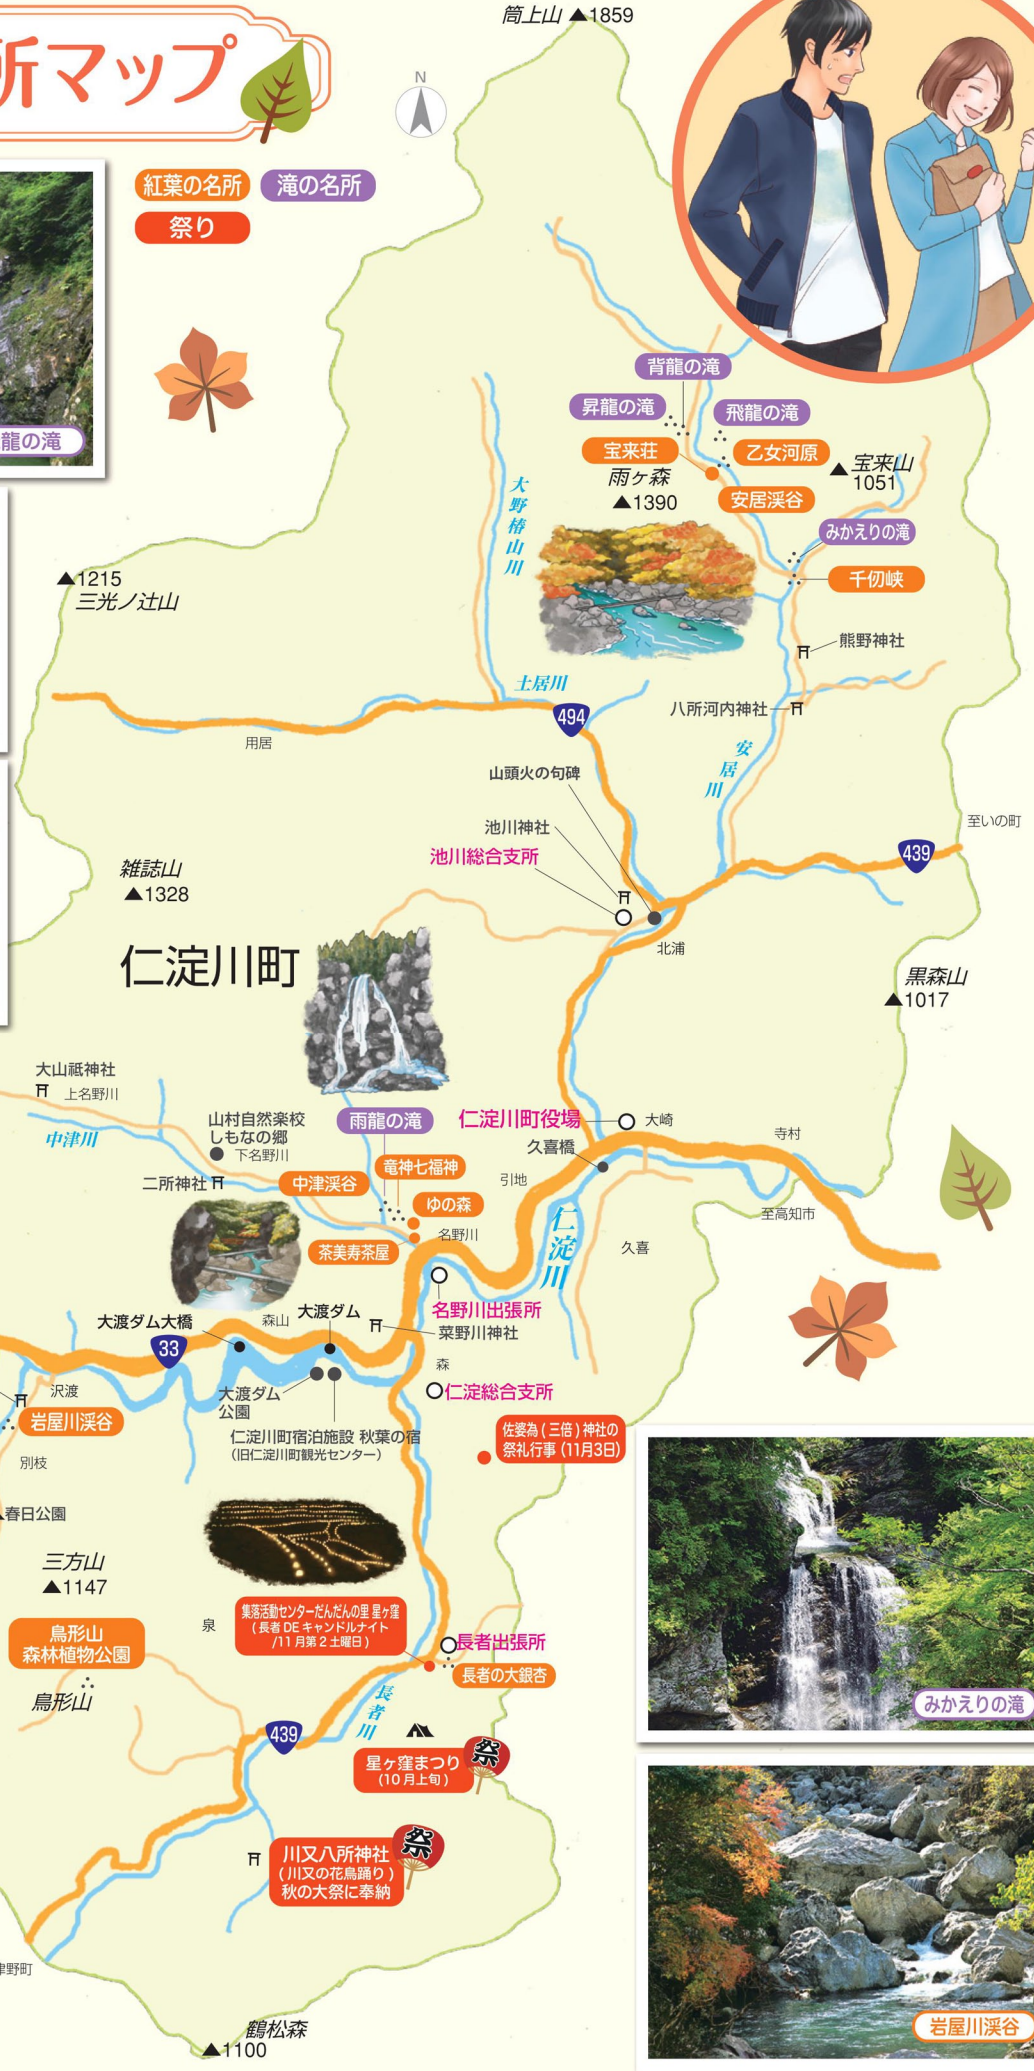 筒上山 ▲1859
所マップ
N
紅葉の名所
滝の名所
祭り
龍の滝
背龍の滝
昇龍の滝
飛龍の滝
宝来荘
乙女河原
雨ヶ森
▲1390
安居渓谷
▲宝来山
1051
大野椿山川
みかえりの滝
千仞峡
▲1215
三光ノ辻山
熊野神社
土居川
494
八所河内神社
用居
安居川
山頭火の句碑
池川神社
池川総合支所
至いの町
439
雑誌山
▲1328
北浦
仁淀川町
黒森山
▲1017
大山祇神社
上名野川
中津川
山村自然楽校
しもなの郷
下名野川
雨龍の滝
仁淀川町役場
大崎
久喜橋
寺村
二所神社
中津渓谷
竜神七福神
引地
ゆの森
至高知市
名野川
仁淀川
久喜
茶美寿茶屋
名野川出張所
大渡ダム大橋
森山
大渡ダム
菜野川神社
33
森
沢渡
大渡ダム
公園
仁淀総合支所
岩屋川渓谷
仁淀川町宿泊施設 秋葉の宿
(旧仁淀川町観光センター)
佐婆為(三倍)神社の
祭礼行事(11月3日)
別枝
春日公園
三方山
▲1147
集落活動センターだんだんの里 星ヶ窪
(長者DEキャンドルナイト
/11月第2土曜日)
泉
鳥形山
森林植物公園
長者出張所
長者の大銀杏
鳥形山
長者川
みかえりの滝
439
星ヶ窪まつり
(10月上旬)
祭
川又八所神社
(川又の花鳥踊り)
秋の大祭に奉納
祭
津野町
鶴松森
▲1100
岩屋川渓谷